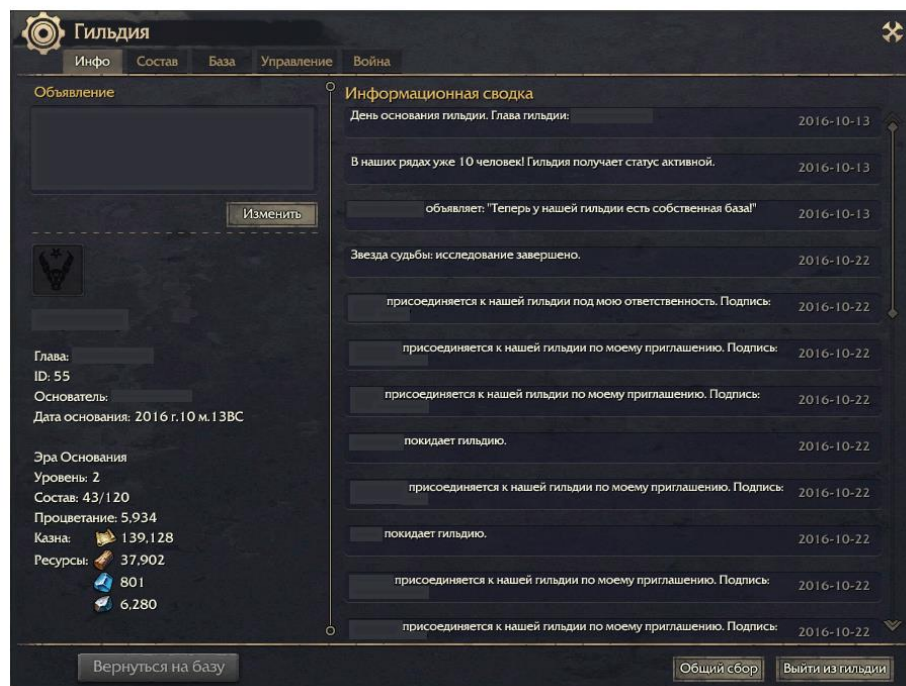 Гильдия
Инфо Состав База Управление Война
Объявление
Изменить
Глава:
ID: 55
Основатель:
Дата основания: 2016 г.10 м.13ВС
Эра Основания
Уровень: 2
Состав: 43/120
Процветание: 5,934
Казна: 139,128
Ресурсы: 37,902
801
6,280
Вернуться на базу
Информационная сводка
День основания гильдии. Глава гильдии: 2016-10-13
В наших рядах уже 10 человек! Гильдия получает статус активной. 2016-10-13
объявляет: "Теперь у нашей гильдии есть собственная база!" 2016-10-13
Звезда судьбы: исследование завершено. 2016-10-22
присоединяется к нашей гильдии под мою ответственность. Подпись: 2016-10-22
присоединяется к нашей гильдии по моему приглашению. Подпись: 2016-10-22
присоединяется к нашей гильдии по моему приглашению. Подпись: 2016-10-22
покидает гильдию. 2016-10-22
присоединяется к нашей гильдии по моему приглашению. Подпись: 2016-10-22
покидает гильдию. 2016-10-22
присоединяется к нашей гильдии по моему приглашению. Подпись: 2016-10-22
присоединяется к нашей гильдии по моему приглашению. Подпись: 2016-10-22
Общий сбор Выйти из гильдии